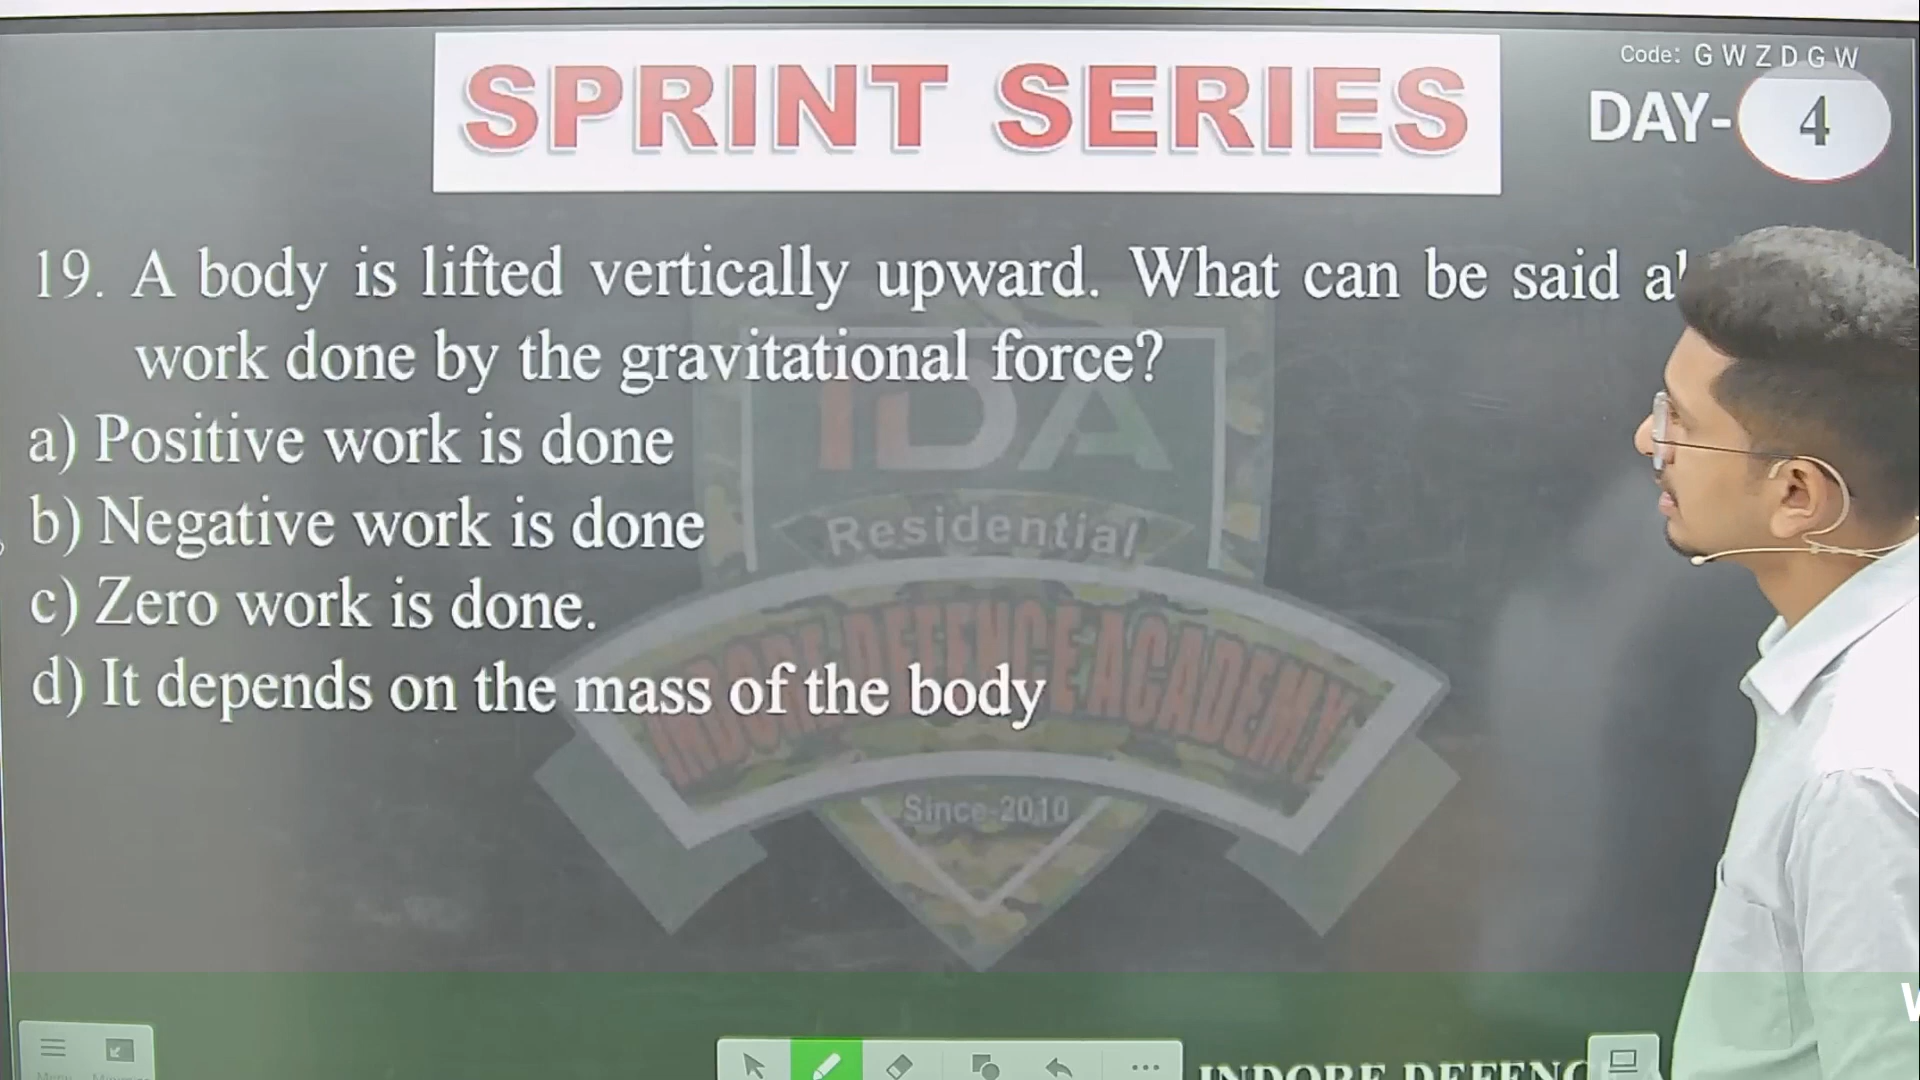 Code: G W Z D G W
SPRINT SERIES
DAY- 4
19. A body is lifted vertically upward. What can be said
work done by the gravitational force?
a) Positive work is done
b) Negative work is done
c) Zero work is done.
d) It depends on the mass of the body
IDA
Residential
INDORE DEFENCE ACADEMY
Since-2010
INDORE DEFENC